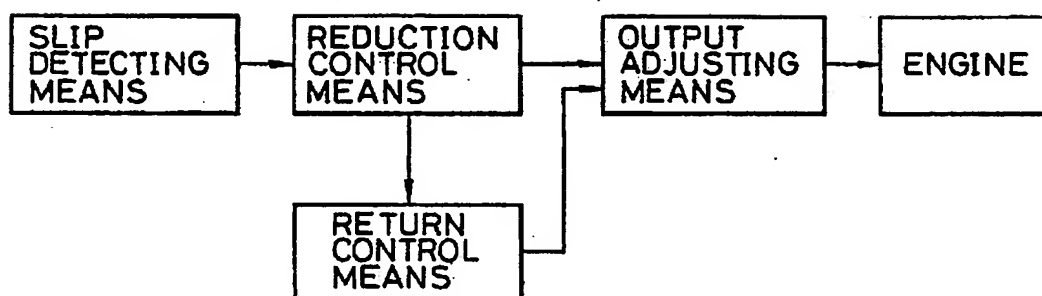 SLIP
DETECTING
MEANS
REDUCTION
CONTROL
MEANS
OUTPUT
ADJUSTING
MEANS
ENGINE
RETURN
CONTROL
MEANS